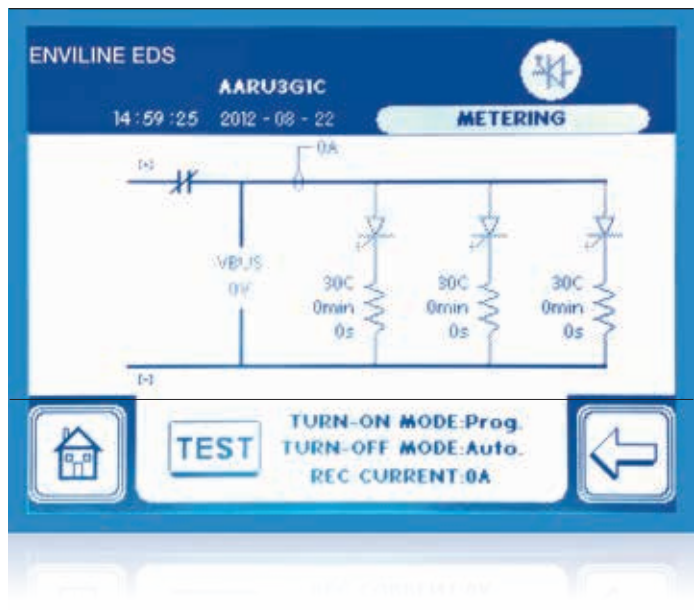 ENVILINE EDS
AARU3GIC
14:59:25 2012-08-22
METERING
0A
[+]
VBUS
0V
30C
0min
0s
30C
0min
0s
30C
0min
0s
[-]
TEST
TURN-ON MODE:Prog.
TURN-OFF MODE:Auto.
REC CURRENT:0A